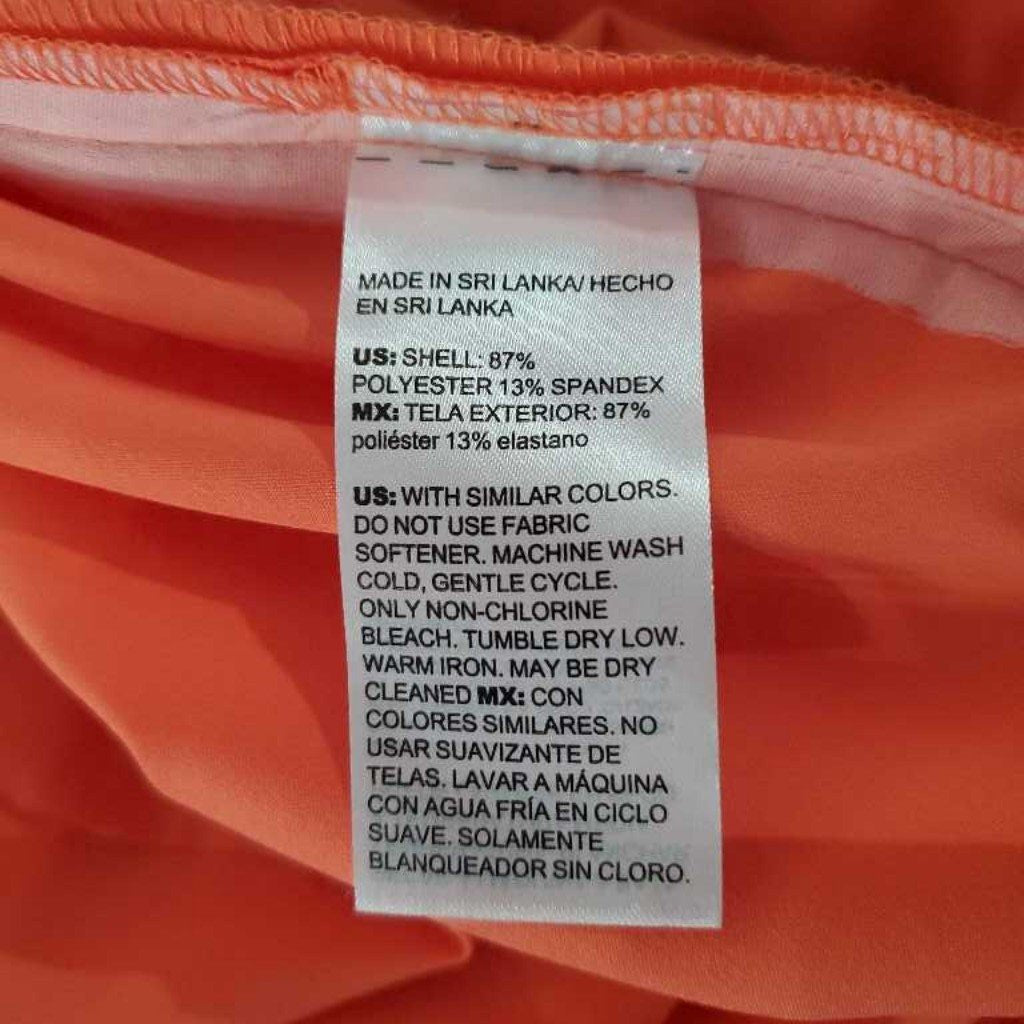 MADE IN SRI LANKA/ HECHO
EN SRI LANKA
US: SHELL: 87%
POLYESTER 13% SPANDEX
MX: TELA EXTERIOR: 87%
poliéster 13% elastano
US: WITH SIMILAR COLORS.
DO NOT USE FABRIC
SOFTENER. MACHINE WASH
COLD, GENTLE CYCLE.
ONLY NON-CHLORINE
BLEACH. TUMBLE DRY LOW.
WARM IRON. MAY BE DRY
CLEANED MX: CON
COLORES SIMILARES. NO
USAR SUAVIZANTE DE
TELAS. LAVAR A MÁQUINA
CON AGUA FRÍA EN CICLO
SUAVE. SOLAMENTE
BLANQUEADOR SIN CLORO.